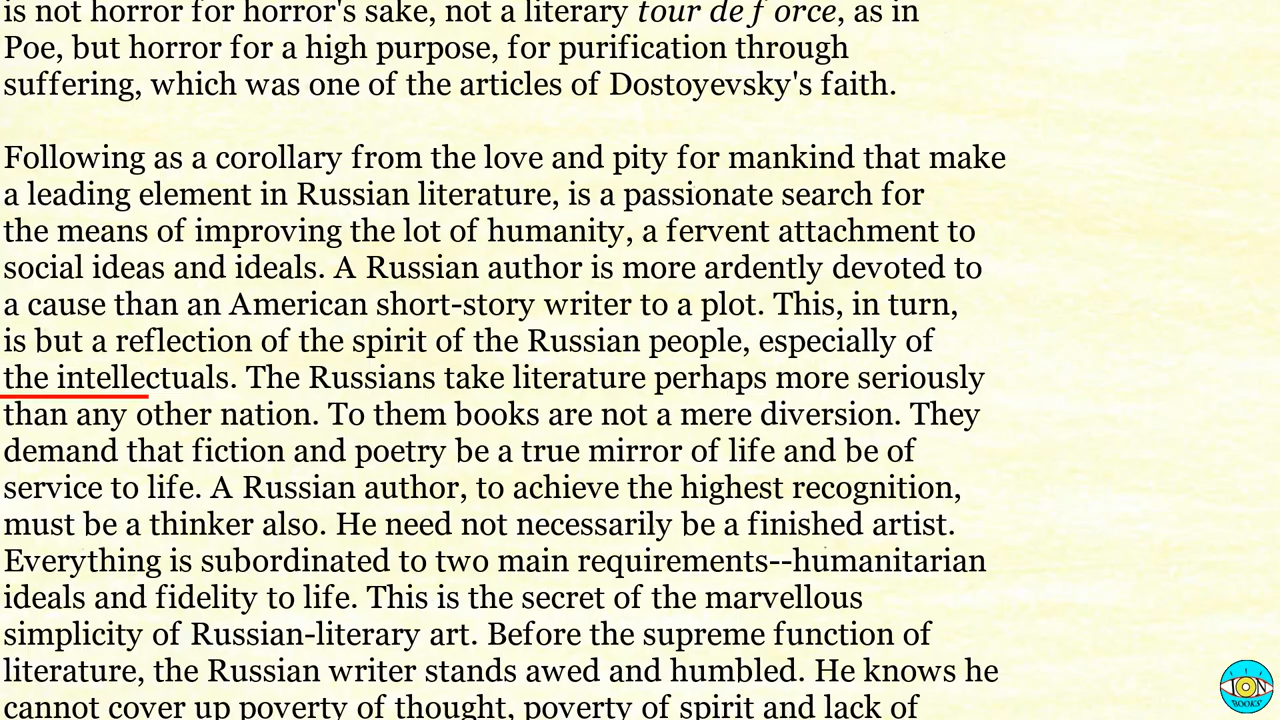 is not horror for horror's sake, not a literary tour de f orce, as in
Poe, but horror for a high purpose, for purification through
suffering, which was one of the articles of Dostoyevsky's faith.
Following as a corollary from the love and pity for mankind that make
a leading element in Russian literature, is a passionate search for
the means of improving the lot of humanity, a fervent attachment to
social ideas and ideals. A Russian author is more ardently devoted to
a cause than an American short-story writer to a plot. This, in turn,
is but a reflection of the spirit of the Russian people, especially of
the intellectuals. The Russians take literature perhaps more seriously
than any other nation. To them books are not a mere diversion. They
demand that fiction and poetry be a true mirror of life and be of
service to life. A Russian author, to achieve the highest recognition,
must be a thinker also. He need not necessarily be a finished artist.
Everything is subordinated to two main requirements--humanitarian
ideals and fidelity to life. This is the secret of the marvellous
simplicity of Russian-literary art. Before the supreme function of
literature, the Russian writer stands awed and humbled. He knows he
cannot cover up poverty of thought, poverty of spirit and lack of
ION
BOOKS